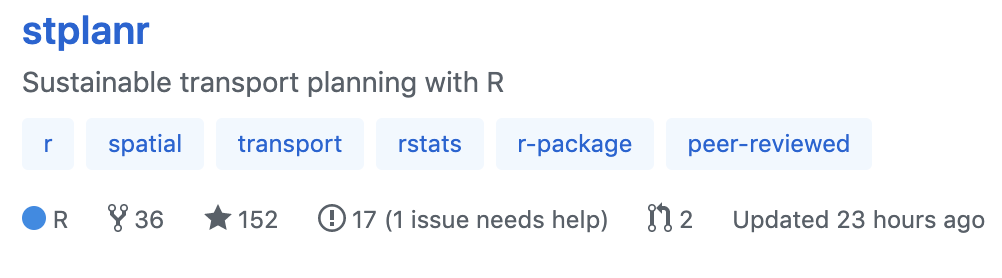 stplanr
Sustainable transport planning with R
r spatial transport rstats r-package peer-reviewed
R 36 152 17 (1 issue needs help) 2 Updated 23 hours ago